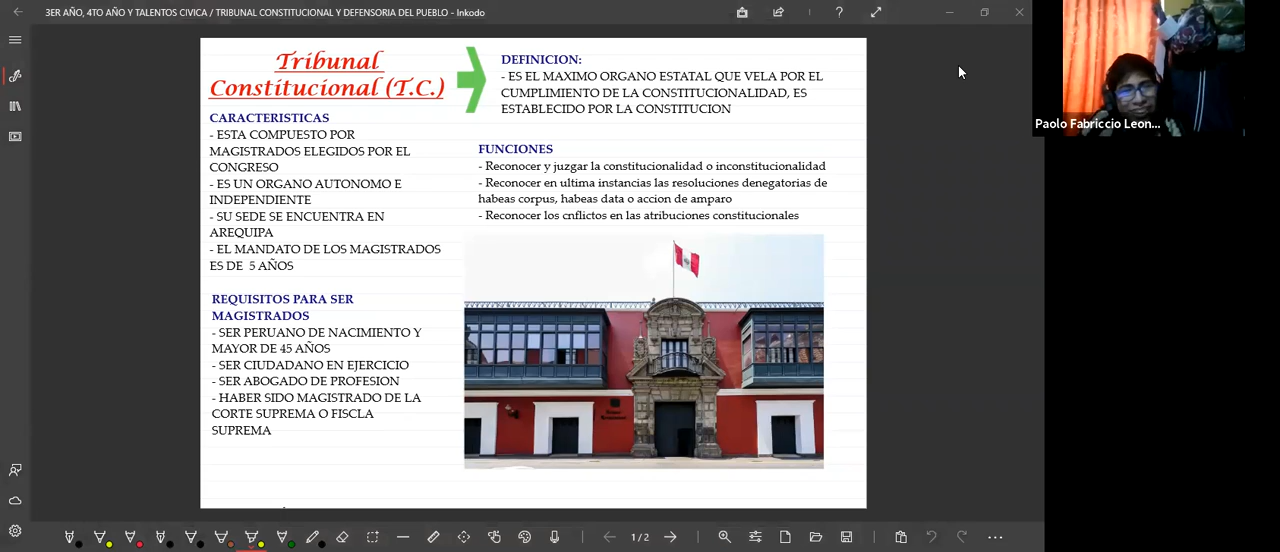 3ER AÑO, 4TO AÑO Y TALENTOS CIVICA / TRIBUNAL CONSTITUCIONAL Y DEFENSORIA DEL PUEBLO - Inkodo
Tribunal
Constitucional (T.C.)
CARACTERISTICAS
- ESTA COMPUESTO POR
MAGISTRADOS ELEGIDOS POR EL
CONGRESO
- ES UN ORGANO AUTONOMO E
INDEPENDIENTE
- SU SEDE SE ENCUENTRA EN
AREQUIPA
- EL MANDATO DE LOS MAGISTRADOS
ES DE 5 AÑOS
REQUISITOS PARA SER
MAGISTRADOS
- SER PERUANO DE NACIMIENTO Y
MAYOR DE 45 AÑOS
- SER CIUDADANO EN EJERCICIO
- SER ABOGADO DE PROFESION
- HABER SIDO MAGISTRADO DE LA
CORTE SUPREMA O FISCLA
SUPREMA
DEFINICION:
- ES EL MAXIMO ORGANO ESTATAL QUE VELA POR EL
CUMPLIMIENTO DE LA CONSTITUCIONALIDAD, ES
ESTABLECIDO POR LA CONSTITUCION
FUNCIONES
- Reconocer y juzgar la constitucionalidad o inconstitucionalidad
- Reconocer en ultima instancias las resoluciones denegatorias de
habeas corpus, habeas data o accion de amparo
- Reconocer los cnflictos en las atribuciones constitucionales
Paolo Fabriccio Leon...
1/2